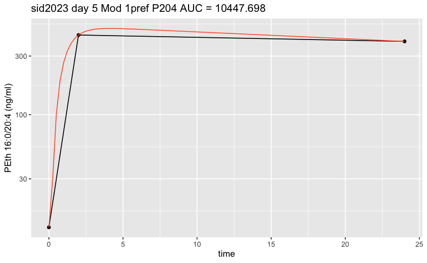 sid2023 day 5 Mod 1pref P204 AUC = 10447.698
PEth 16:0/20:4 (ng/ml)
300
100
30
0 5 10 15 20 25
time